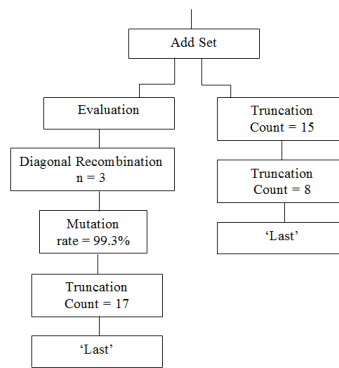 Add Set
Evaluation
Diagonal Recombination
n = 3
Mutation
rate = 99.3%
Truncation
Count = 17
‘Last’
Truncation
Count = 15
Truncation
Count = 8
‘Last’